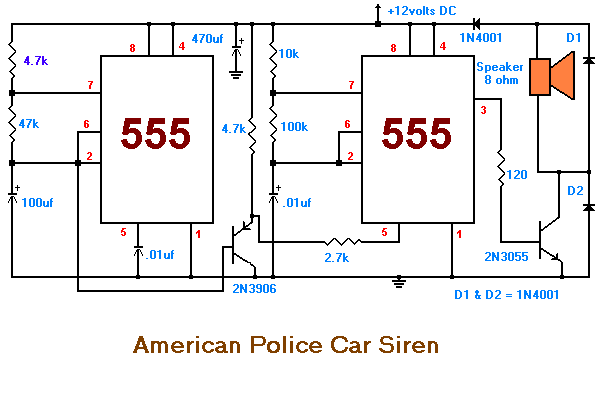 +12volts DC
8
4
470uf
+
1N4001
D1
4.7k
10k
Speaker
8 ohm
7
7
3
47k
6
555
4.7k
100k
6
555
2
2
120
+
100uf
+
.01uf
D2
5
1
5
1
.01uf
2.7k
2N3055
2N3906
D1 & D2 = 1N4001
8
4
American Police Car Siren